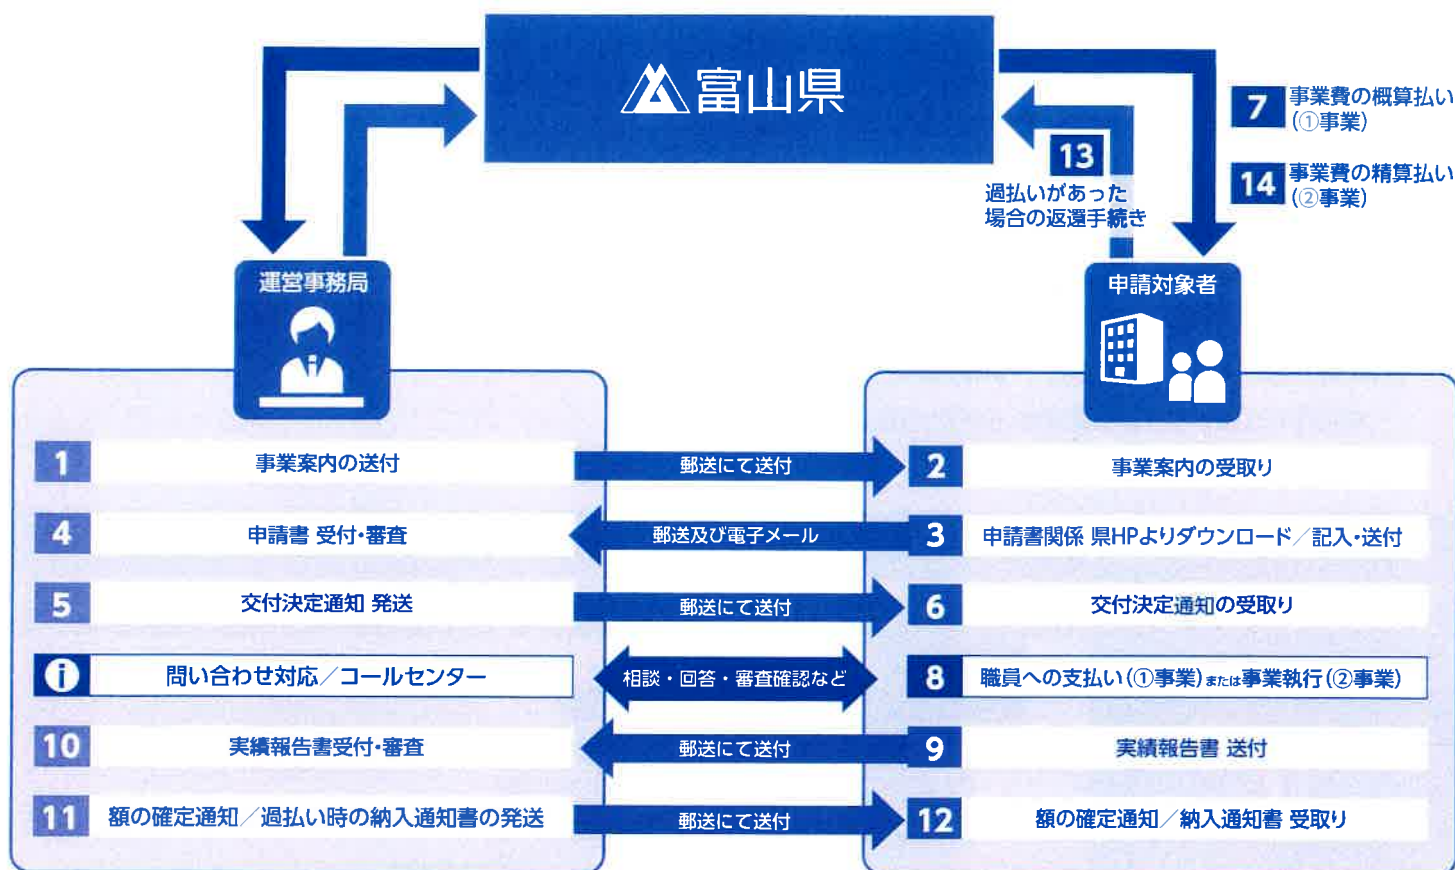 富山県
7 事業費の概算払い
(①事業)
13
過払いがあった
場合の返還手続き
14 事業費の精算払い
(②事業)
運営事務局
申請対象者
1 事業案内の送付
郵送にて送付
2 事業案内の受取り
4 申請書 受付・審査
郵送及び電子メール
3 申請書関係 県HPよりダウンロード/記入・送付
5 交付決定通知 発送
郵送にて送付
6 交付決定通知の受取り
i 問い合わせ対応/コールセンター
相談・回答・審査確認など
8 職員への支払い(①事業)または事業執行(②事業)
10 実績報告書受付・審査
郵送にて送付
9 実績報告書 送付
11 額の確定通知/過払い時の納入通知書の発送
郵送にて送付
12 額の確定通知/納入通知書 受取り